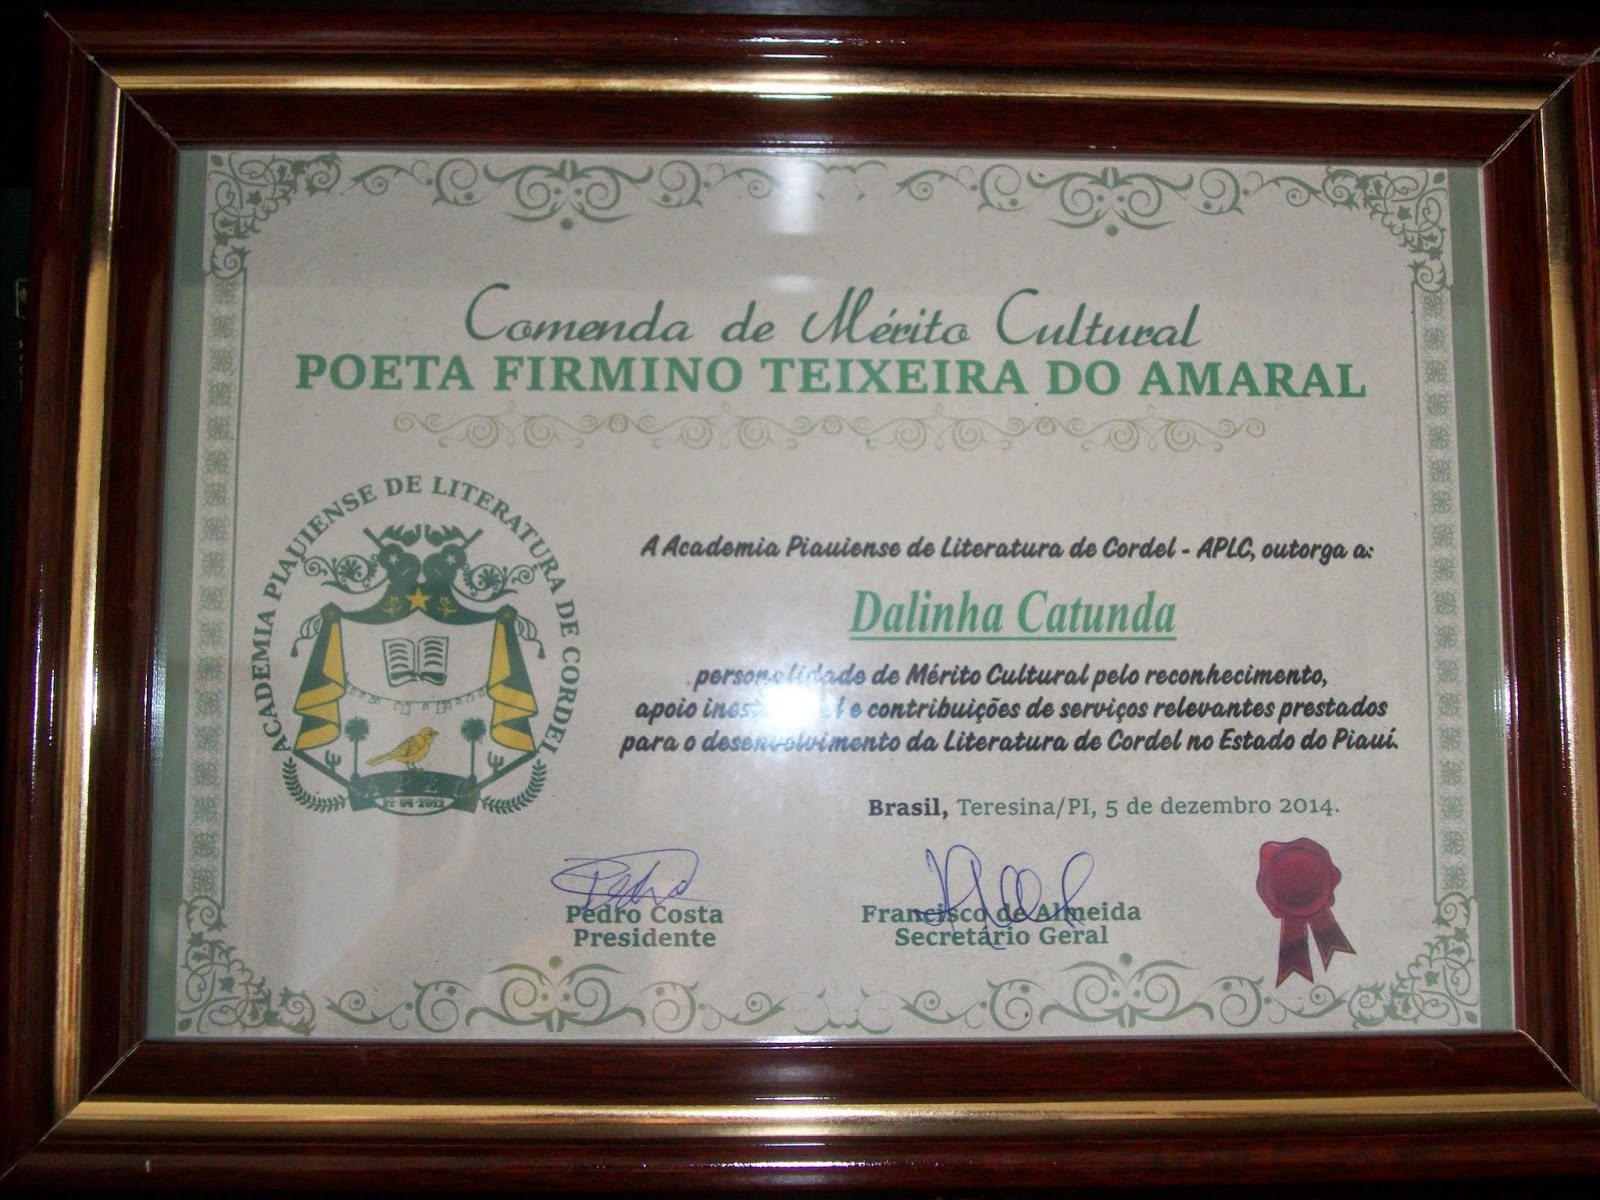 Comenda de Mérito Cultural
POETA FIRMINO TEIXEIRA DO AMARAL
ACADEMIA PIAUIENSE DE LITERATURA DE CORDEL
A Academia Piauiense de Literatura de Cordel - APLC, outorga a:
Dalinha Catunda
personalidade de Mérito Cultural pelo reconhecimento,
apoio e contribuições de serviços relevantes prestados
para o desenvolvimento da Literatura de Cordel no Estado do Piauí.
Brasil, Teresina/PI, 5 de dezembro 2014.
Pedro
Pedro Costa
Presidente
Francisco de Almeida
Secretário Geral